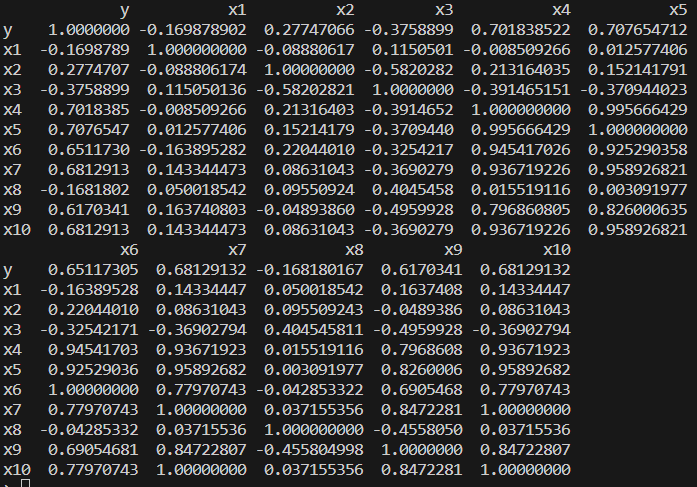 y x1 x2 x3 x4 x5
y 1.0000000 -0.169878902 0.27747066 -0.3758899 0.701838522 0.707654712
x1 -0.1698789 1.000000000 -0.08880617 0.1150501 -0.008509266 0.012577406
x2 0.2774707 -0.088806174 1.00000000 -0.5820282 0.213164035 0.152141791
x3 -0.3758899 0.115050136 -0.58202821 1.0000000 -0.391465151 -0.370944023
x4 0.7018385 -0.008509266 0.21316403 -0.3914652 1.000000000 0.995666429
x5 0.7076547 0.012577406 0.15214179 -0.3709440 0.995666429 1.000000000
x6 0.6511730 -0.163895282 0.22044010 -0.3254217 0.945417026 0.925290358
x7 0.6812913 0.143344473 0.08631043 -0.3690279 0.936719226 0.958926821
x8 -0.1681802 0.050018542 0.09550924 0.4045458 0.015519116 0.003091977
x9 0.6170341 0.163740803 -0.04893860 -0.4959928 0.796860805 0.826000635
x10 0.6812913 0.143344473 0.08631043 -0.3690279 0.936719226 0.958926821
x6 x7 x8 x9 x10
y 0.65117305 0.68129132 -0.168180167 0.6170341 0.68129132
x1 -0.16389528 0.14334447 0.050018542 0.1637408 0.14334447
x2 0.22044010 0.08631043 0.095509243 -0.0489386 0.08631043
x3 -0.32542171 -0.36902794 0.404545811 -0.4959928 -0.36902794
x4 0.94541703 0.93671923 0.015519116 0.7968608 0.93671923
x5 0.92529036 0.95892682 0.003091977 0.8260006 0.95892682
x6 1.00000000 0.77970743 -0.042853322 0.6905468 0.77970743
x7 0.77970743 1.00000000 0.037155356 0.8472281 1.00000000
x8 -0.04285332 0.03715536 1.000000000 -0.4558050 0.03715536
x9 0.69054681 0.84722807 -0.455804998 1.0000000 0.84722807
x10 0.77970743 1.00000000 0.037155356 0.8472281 1.00000000